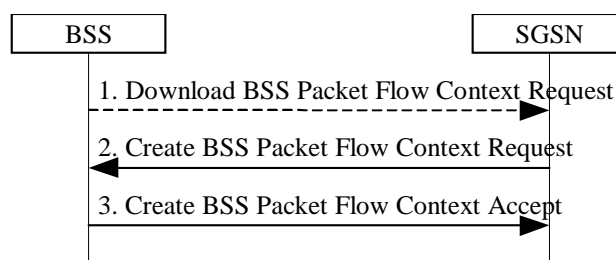 BSS
SGSN
1. Download BSS Packet Flow Context Request
2. Create BSS Packet Flow Context Request
3. Create BSS Packet Flow Context Accept